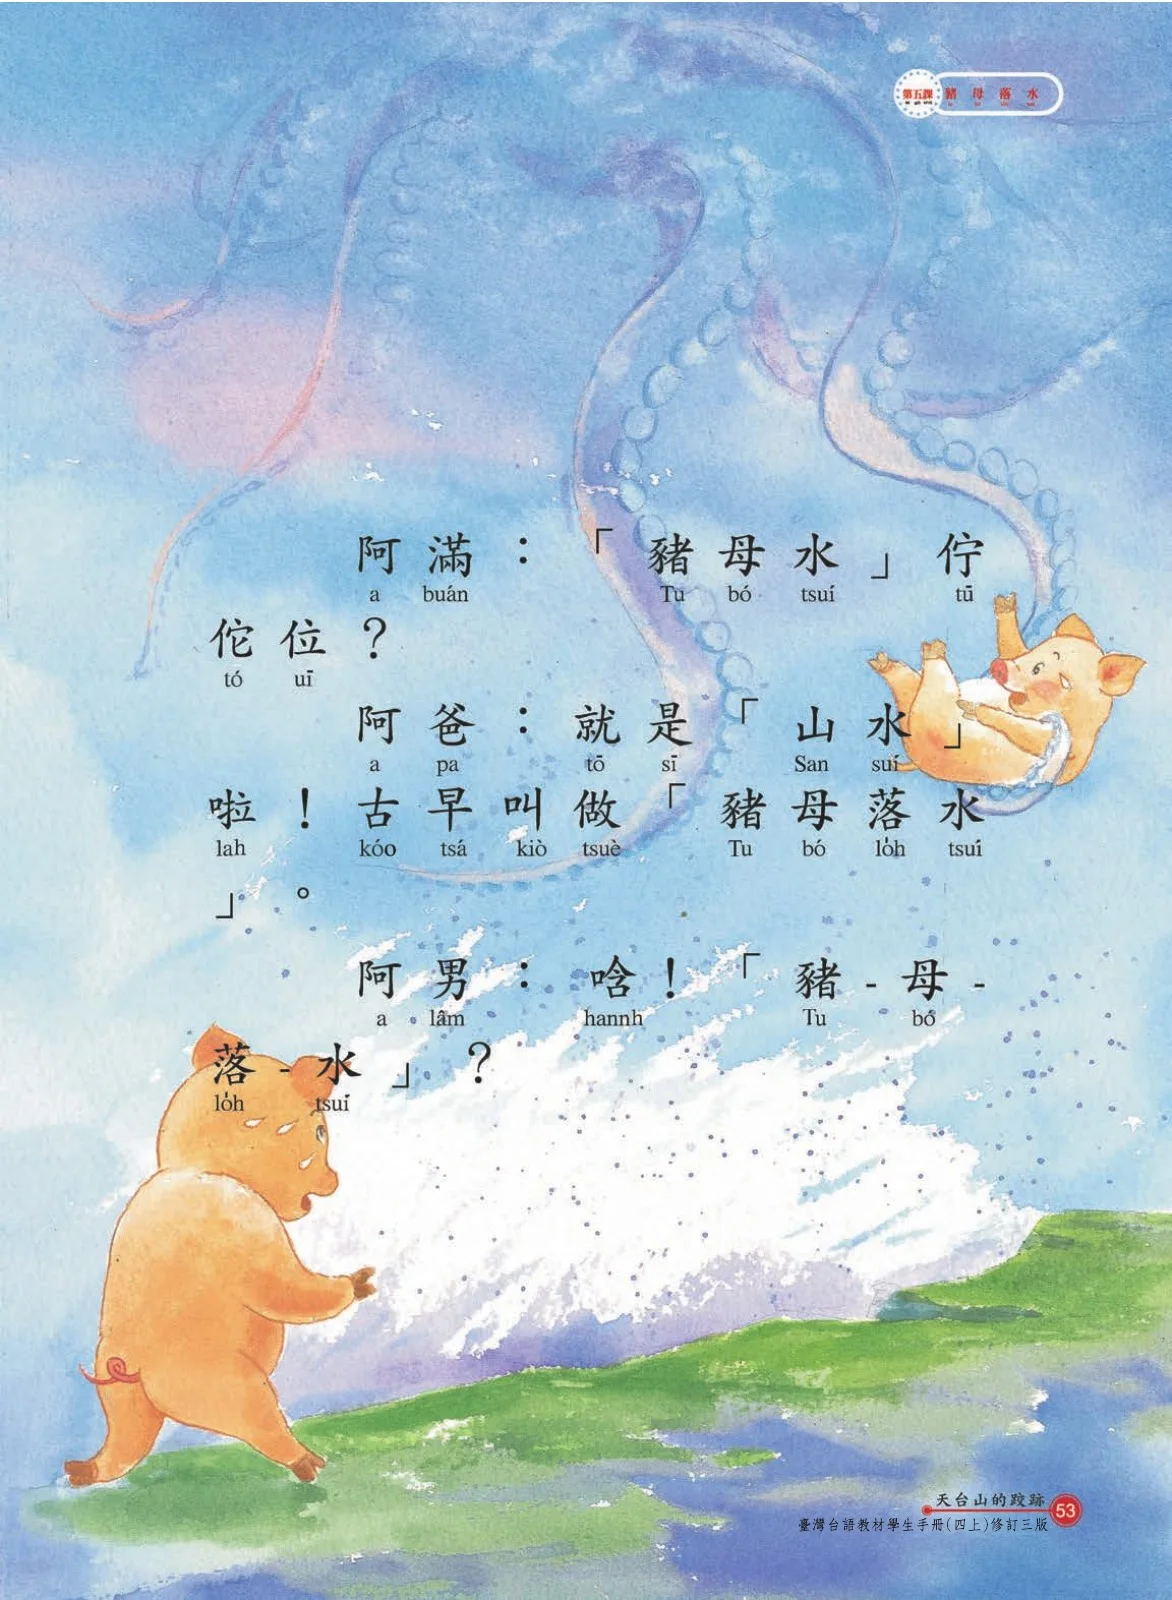 第五課 豬母落水
阿滿：「豬母水」佇
a buán Tu bó tsuí tū
佗位？
tó uī
阿爸：就是「山水」
a pa tō sī San suí
啦！古早叫做「豬母落水
lah kóo tsá kiò tsuè Tu bó lo̍h tsuí
」。
阿男：唅！「豬-母-
a lâm hannh Tu bó
落-水」？
lo̍h tsuí
天台山的跤跡
53
臺灣台語教材學生手冊(四上)修訂三版